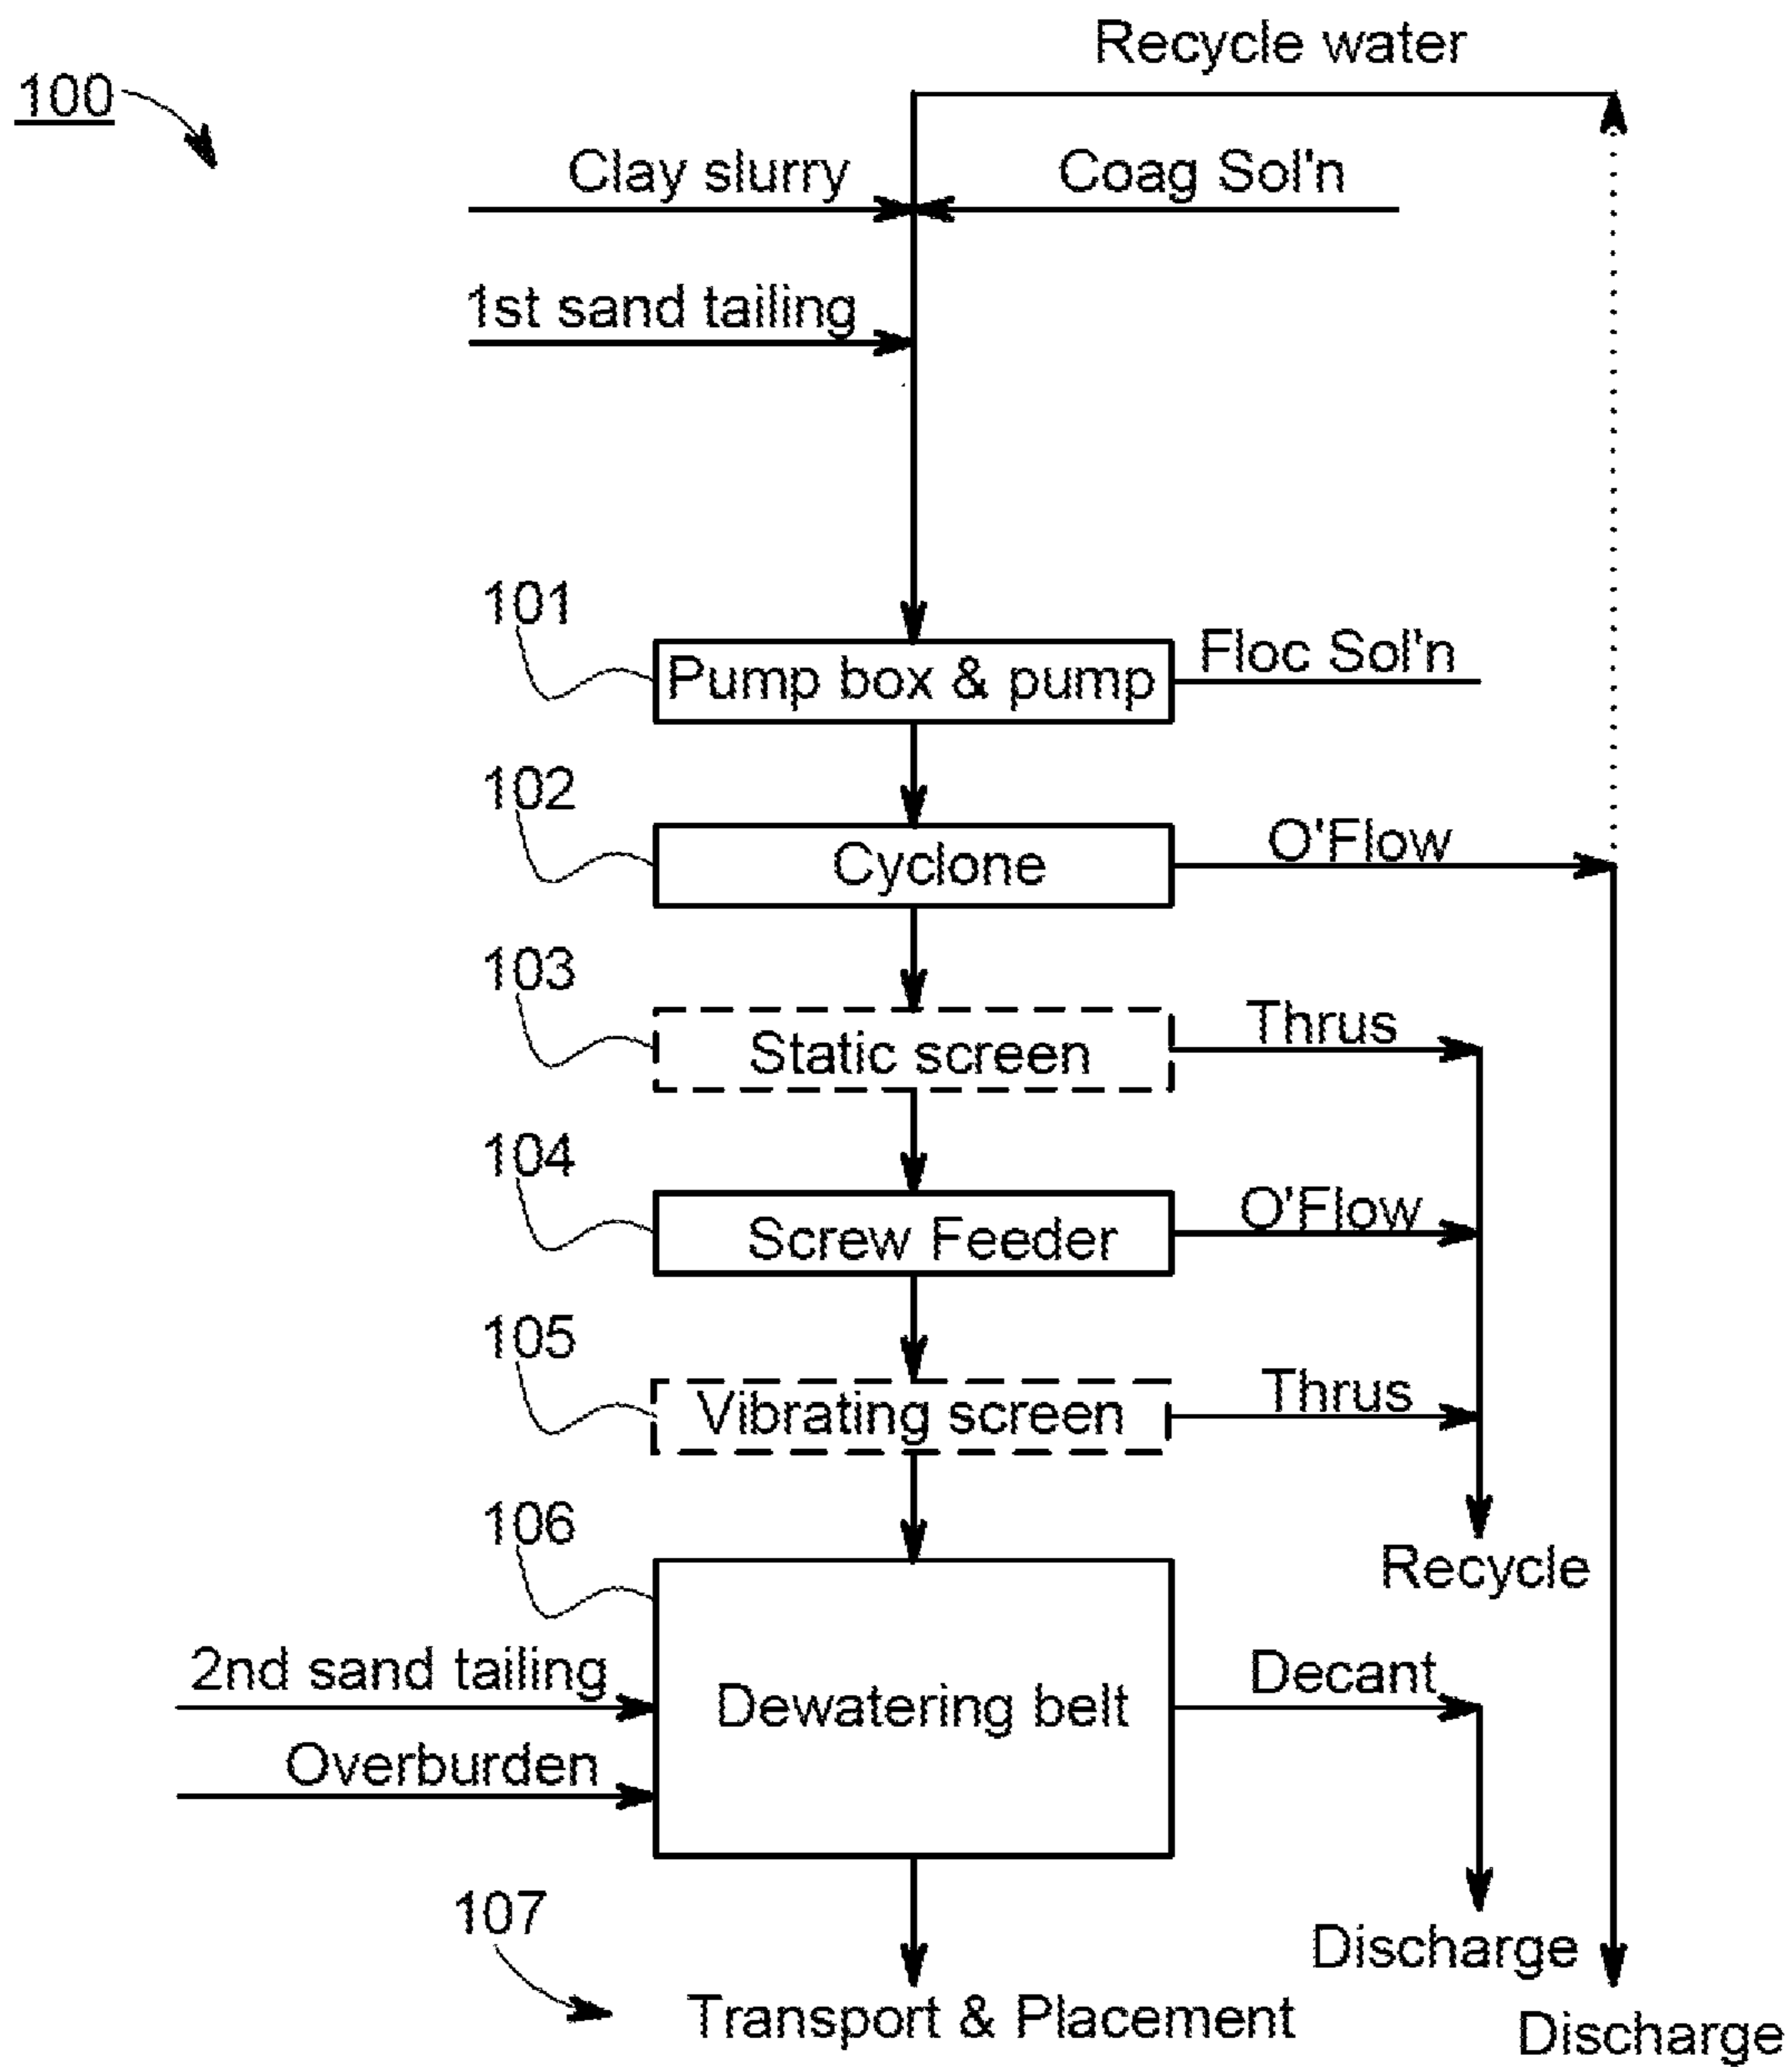 Recycle water
100
Clay slurry
Coag Sol'n
1st sand tailing
101
Pump box & pump
Floc Sol'n
102
Cyclone
O'Flow
103
Static screen
Thrus
104
Screw Feeder
O'Flow
105
Vibrating screen
Thrus
106
Recycle
2nd sand tailing
Dewatering belt
Decant
Overburden
107
Discharge
Transport & Placement
Discharge